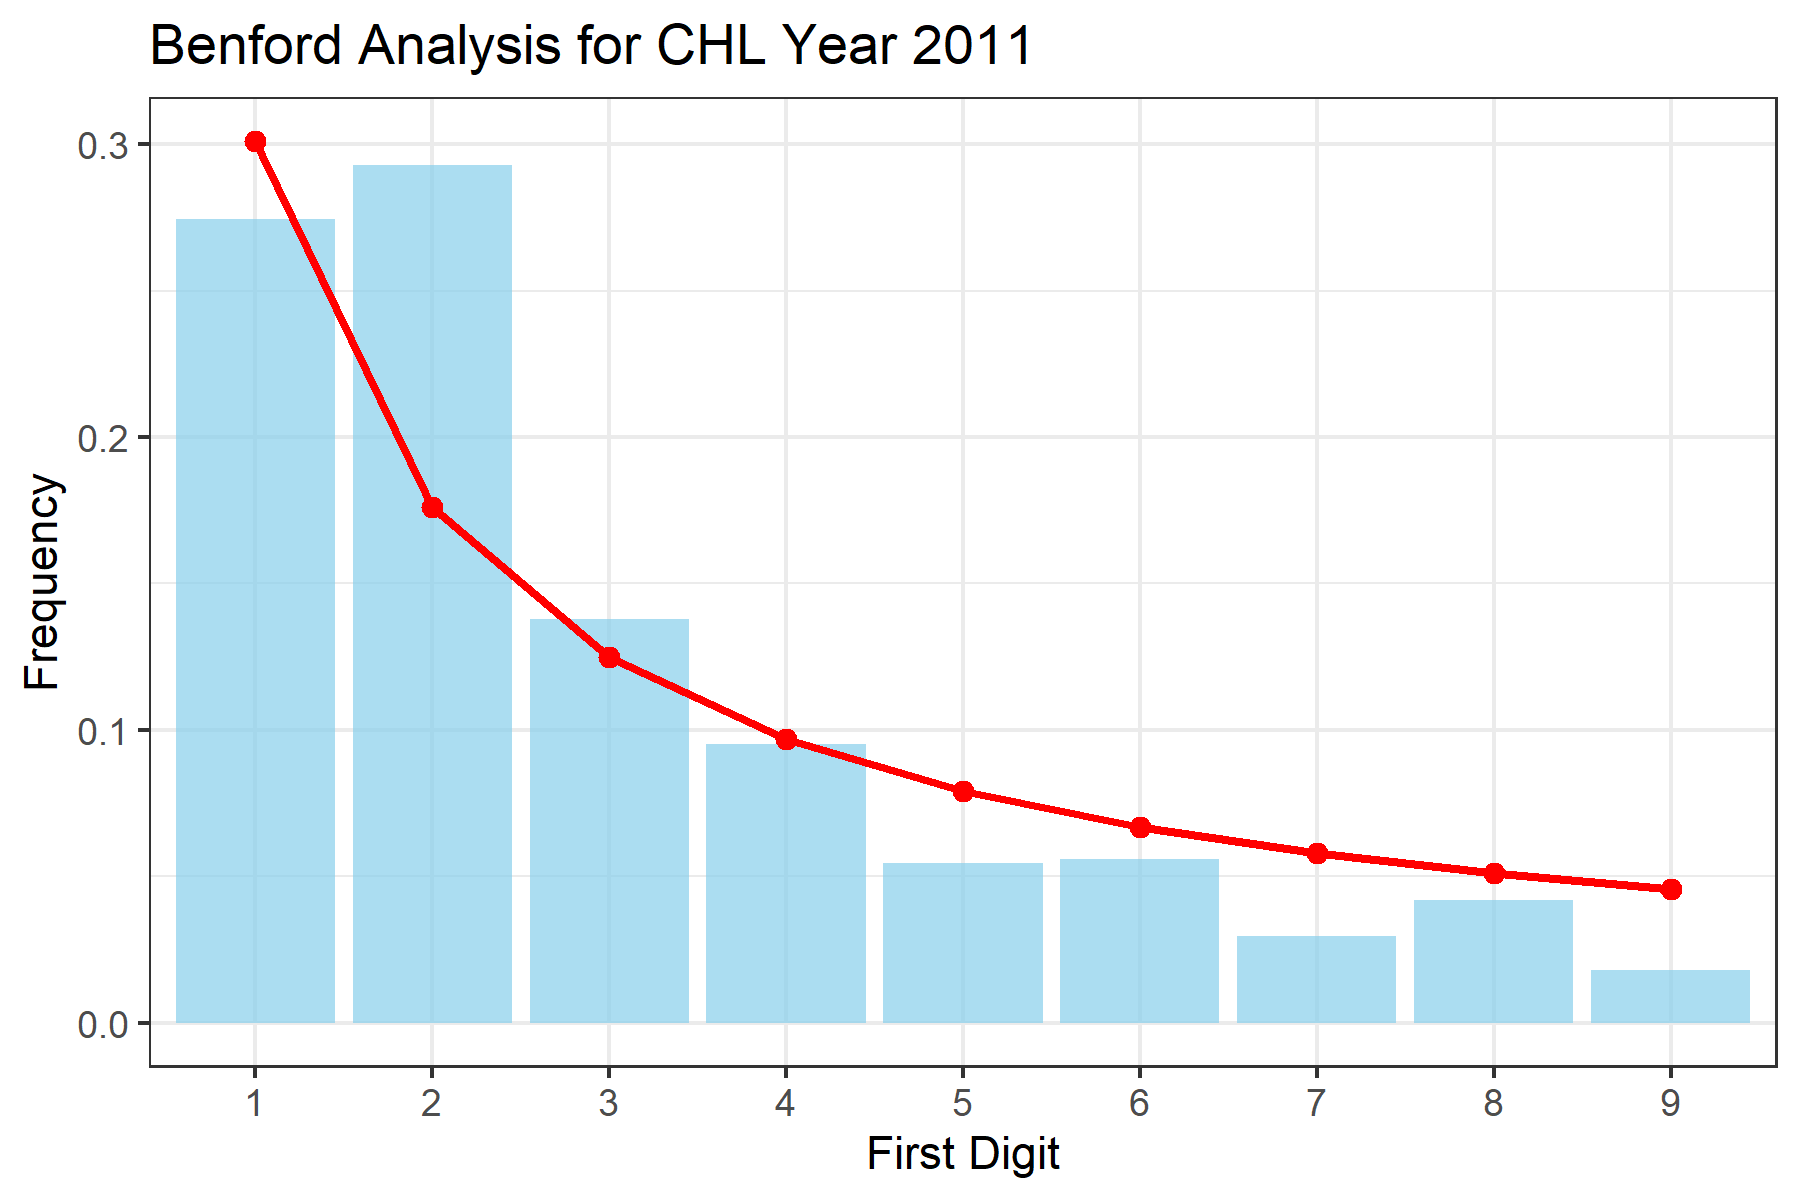 Benford Analysis for CHL Year 2011
Frequency
0.3
0.2
0.1
0.0
1 2 3 4 5 6 7 8 9
First Digit